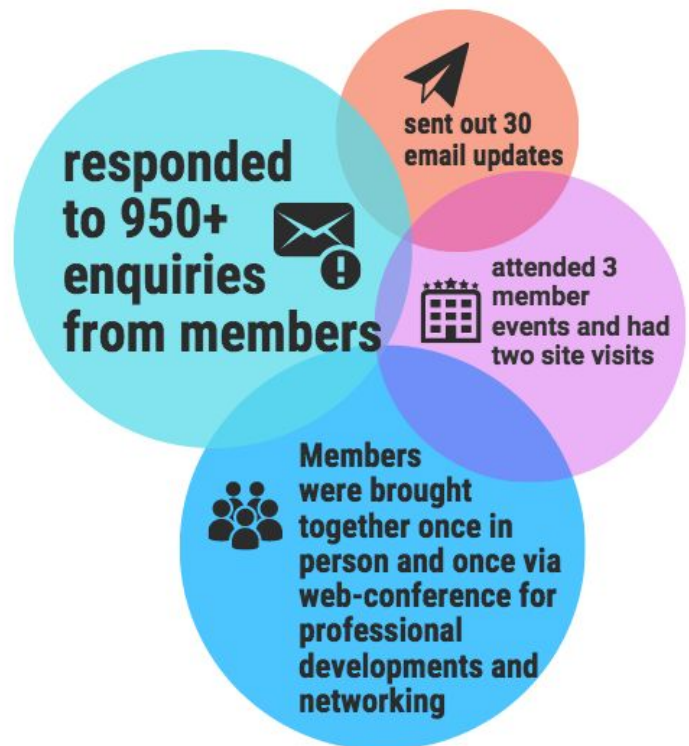 responded
to 950+
enquiries
from members
sent out 30
email updates
attended 3
member
events and had
two site visits
Members
were brought
together once in
person and once via
web-conference for
professional
developments and
networking